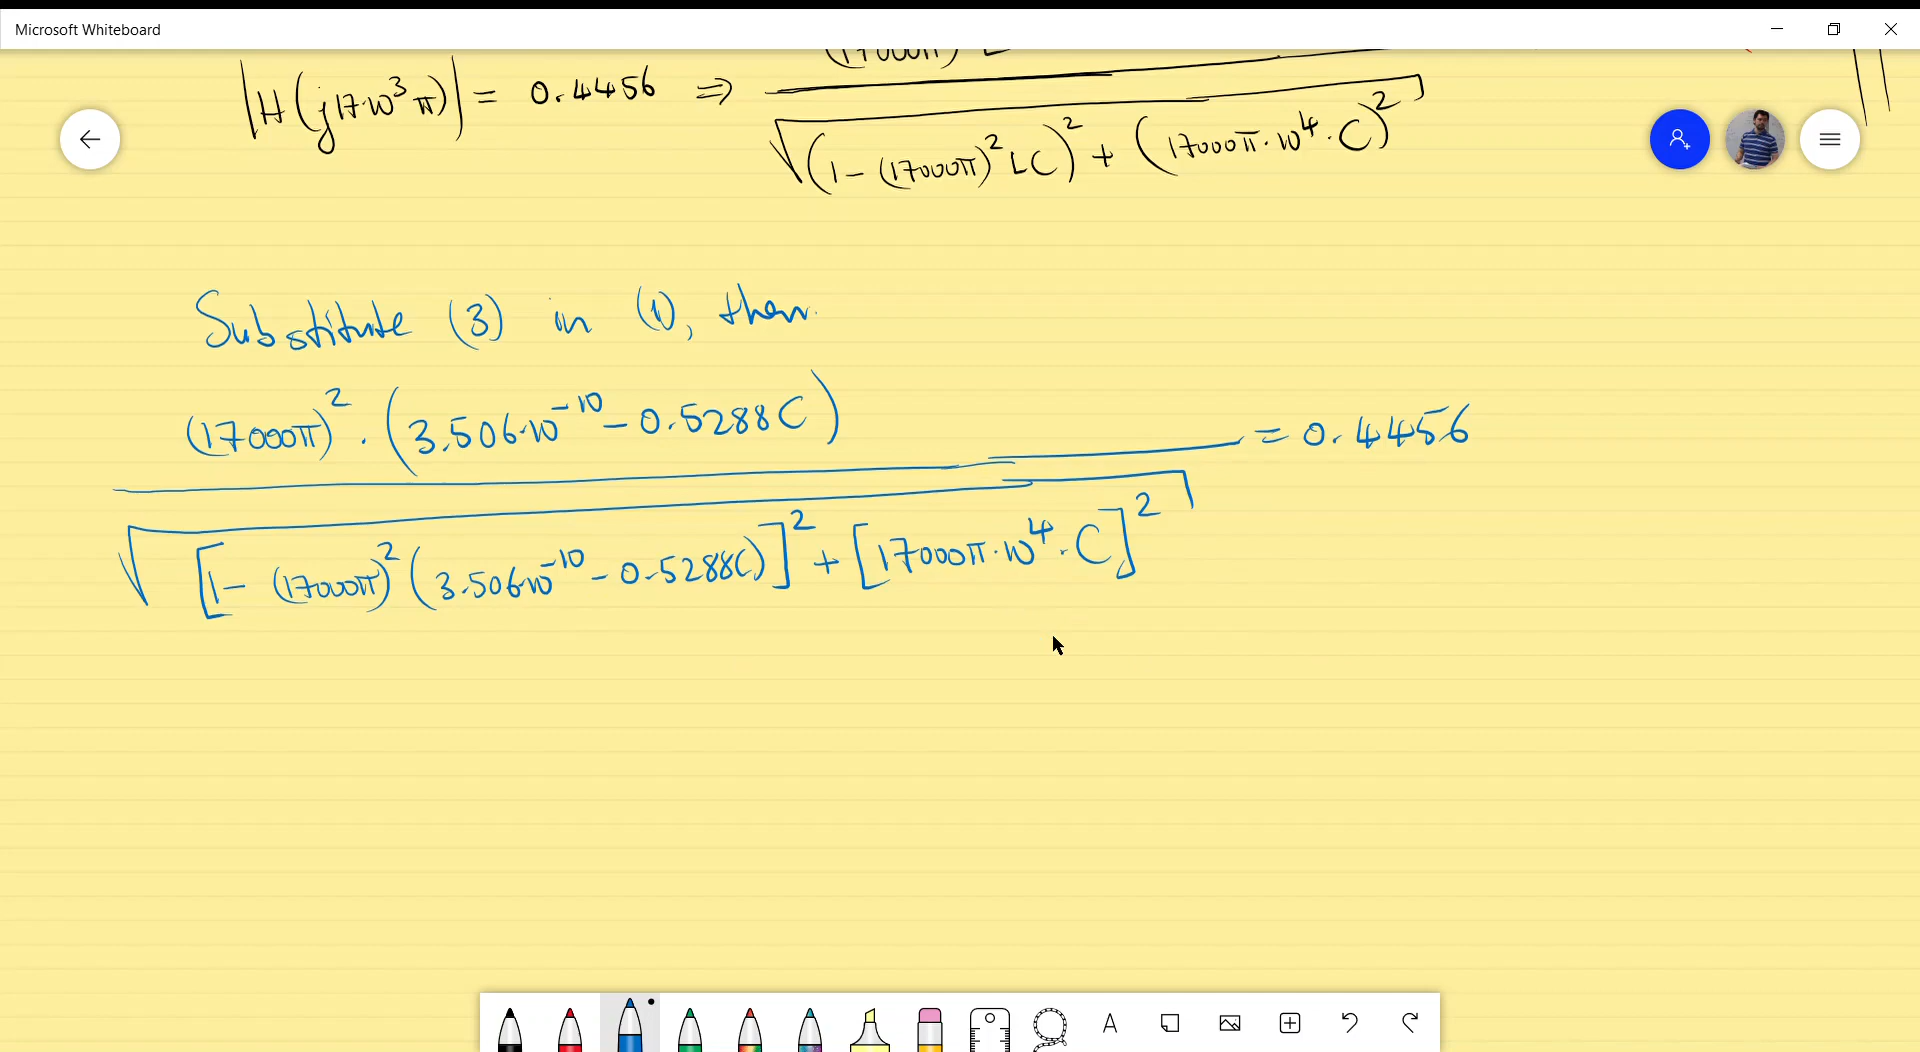 Microsoft Whiteboard
(17000π) L
|H(j17·10³π)| = 0.4456 ⇒
√(1-(17000π)²LC)² + (17000π·10⁴·C)²
Substitute (3) in (1), then
(17000π)² · (3.506·10⁻¹⁰ - 0.5288C)
= 0.4456
√[1-(17000π)²(3.506·10⁻¹⁰ - 0.5288C)]² + [17000π·10⁴·C]²
A